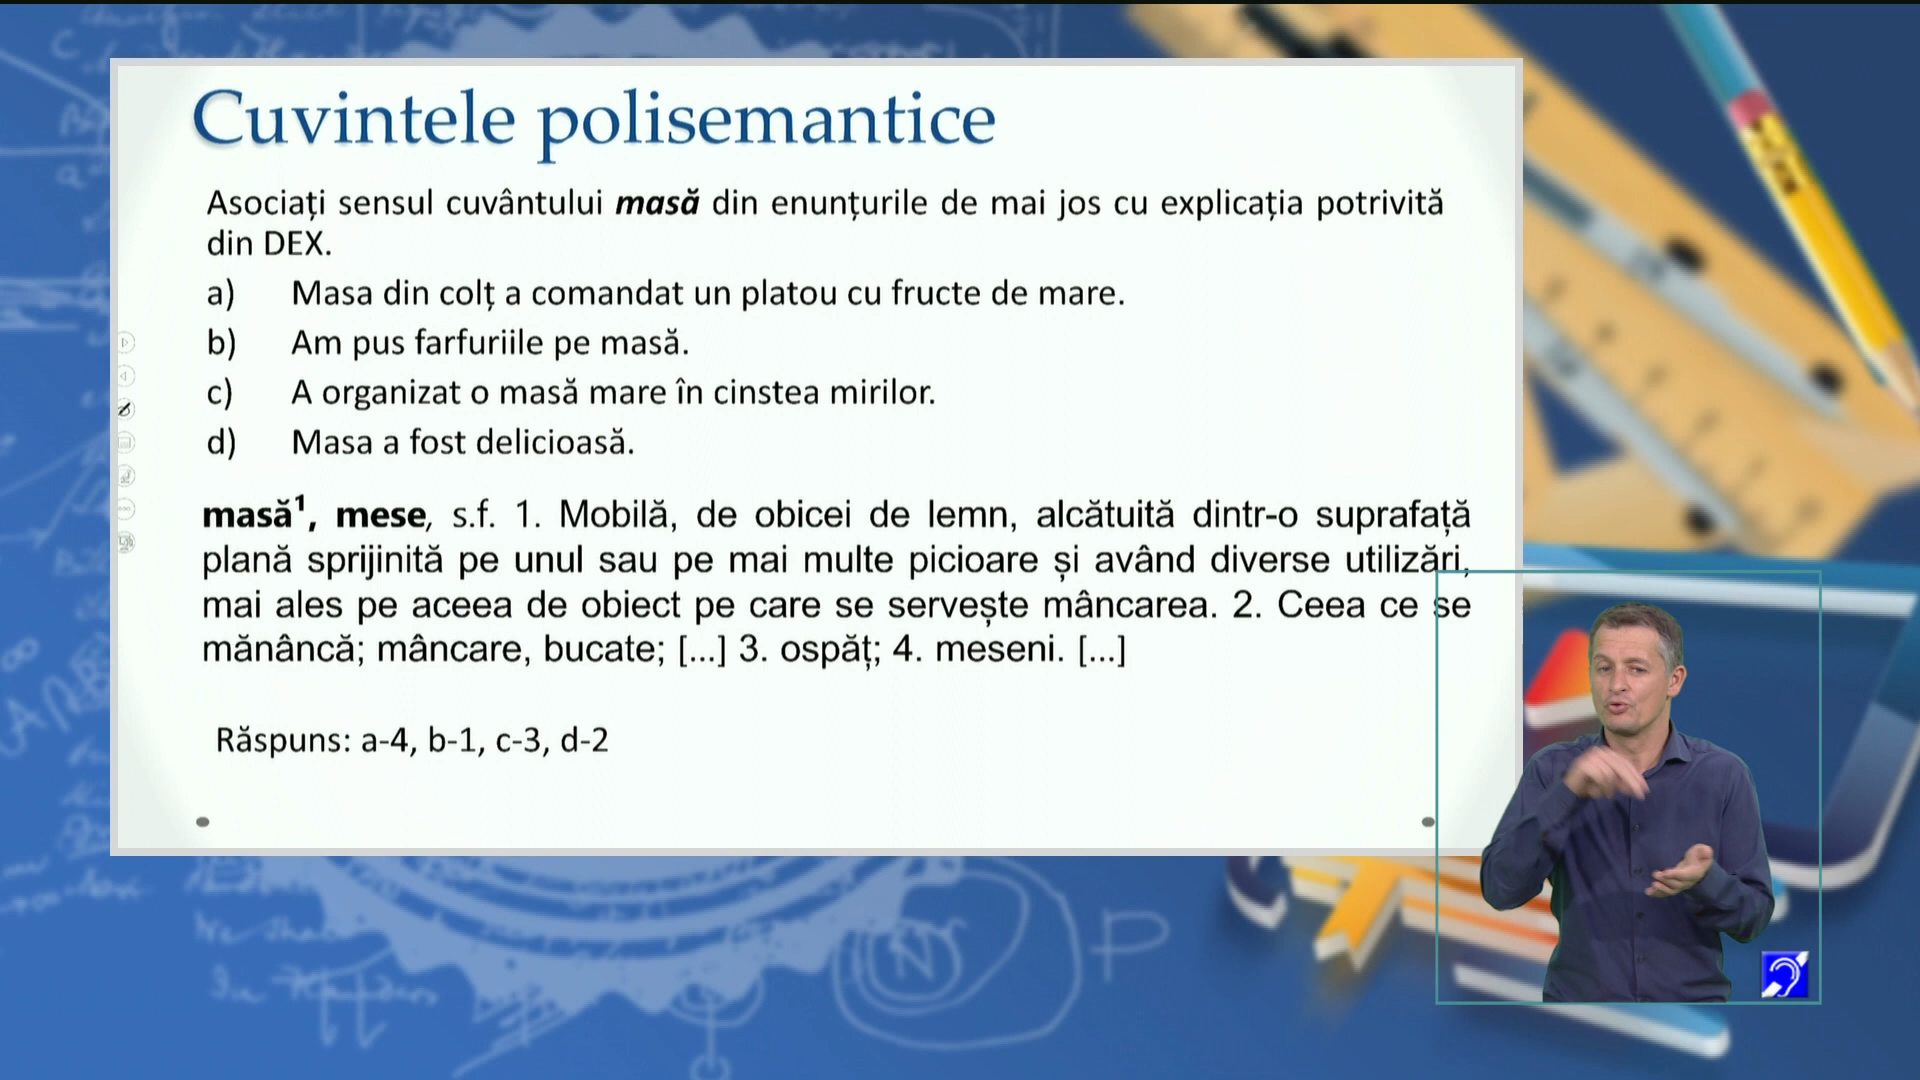 Cuvintele polisemantice
Asociați sensul cuvântului masă din enunțurile de mai jos cu explicația potrivită
din DEX.
a) Masa din colț a comandat un platou cu fructe de mare.
b) Am pus farfuriile pe masă.
c) A organizat o masă mare în cinstea mirilor.
d) Masa a fost delicioasă.
masă¹, mese, s.f. 1. Mobilă, de obicei de lemn, alcătuită dintr-o suprafață
plană sprijinită pe unul sau pe mai multe picioare și având diverse utilizări,
mai ales pe aceea de obiect pe care se servește mâncarea. 2. Ceea ce se
mănâncă; mâncare, bucate; [...] 3. ospăț; 4. meseni. [...]
Răspuns: a-4, b-1, c-3, d-2
N
P